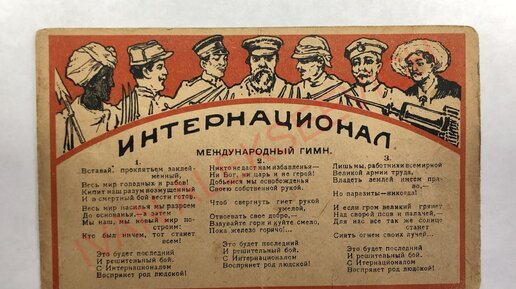 ИНТЕРНАЦИОНАЛ
МЕЖДУНАРОДНЫЙ ГИМН.
1.
Вставай, проклятьем заклей-
менный,
Весь мир голодных и рабов!
Кипит наш разум возмущенный
И в смертный бой вести готов.
Весь мир насилья мы разроем
До основанья,—а затем
Мы наш, мы новый мир по-
строим:
Кто был ничем, тот станет
всем!
Это будет последний
И решительный бой.
С Интернационалом
Воспрянет род людской!
2.
Никто не даст нам избавленья—
Ни Бог, ни царь и не герой!
Добьемся мы освобожденья
Своею собственной рукой.
Чтоб свергнуть гнет рукой
умелой,—
Отвоевать свое добро,—
Вздувайте горн и куйте смело,
Пока железо горячо!...
Это будет последний
И решительный бой.
С Интернационалом
Воспрянет род людской!
3.
Лишь мы, работники всемирной
Великой армии труда,
Владеть землей имеем пра-
во,
Но паразиты—никогда!
И если гром великий грянет
Над сворой псов и палачей,—
Для нас все так же солнце
станет
Сиять огнем своих лучей...
Это будет последний
И решительный бой.
С Интернационалом
Воспрянет род людской!